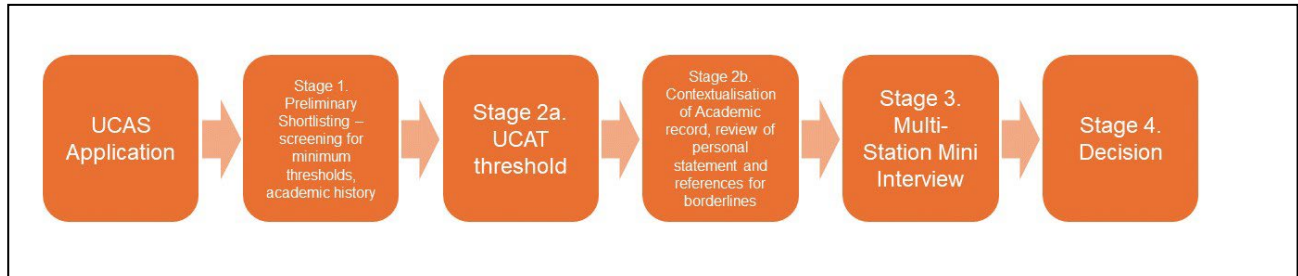 UCAS
Application
Stage 1.
Preliminary
Shortlisting –
screening for
minimum
thresholds,
academic history
Stage 2a.
UCAT
threshold
Stage 2b.
Contextualisation
of Academic
record, review of
personal
statement and
references for
borderlines
Stage 3.
Multi-
Station Mini
Interview
Stage 4.
Decision